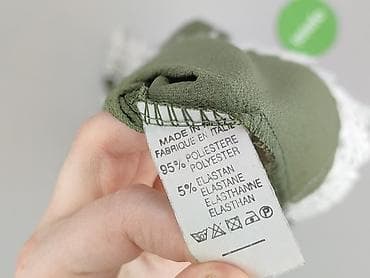 MADE IN ITALY
FABRIQUE EN ITALIE
95% POLIESTERE
POLYESTER
5% ELASTAN
ELASTANE
ELASTHANNE
ELASTHAN